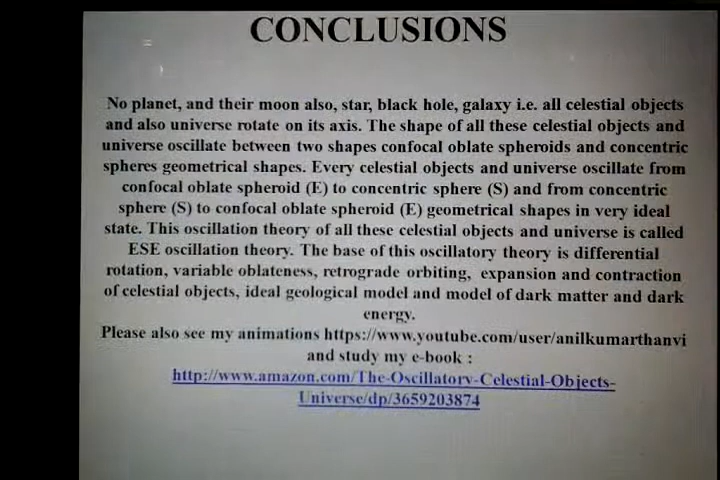 CONCLUSIONS
No planet, and their moon also, star, black hole, galaxy i.e. all celestial objects
and also universe rotate on its axis. The shape of all these celestial objects and
universe oscillate between two shapes confocal oblate spheroids and concentric
spheres geometrical shapes. Every celestial objects and universe oscillate from
confocal oblate spheroid (E) to concentric sphere (S) and from concentric
sphere (S) to confocal oblate spheroid (E) geometrical shapes in very ideal
state. This oscillation theory of all these celestial objects and universe is called
ESE oscillation theory. The base of this oscillatory theory is differential
rotation, variable oblateness, retrograde orbiting, expansion and contraction
of celestial objects, ideal geological model and model of dark matter and dark
energy.
Please also see my animations https://www.youtube.com/user/anilkumarthanvi
and study my e-book :
http://www.amazon.com/The-Oscillatory-Celestial-Objects-
Universe/dp/3659203874